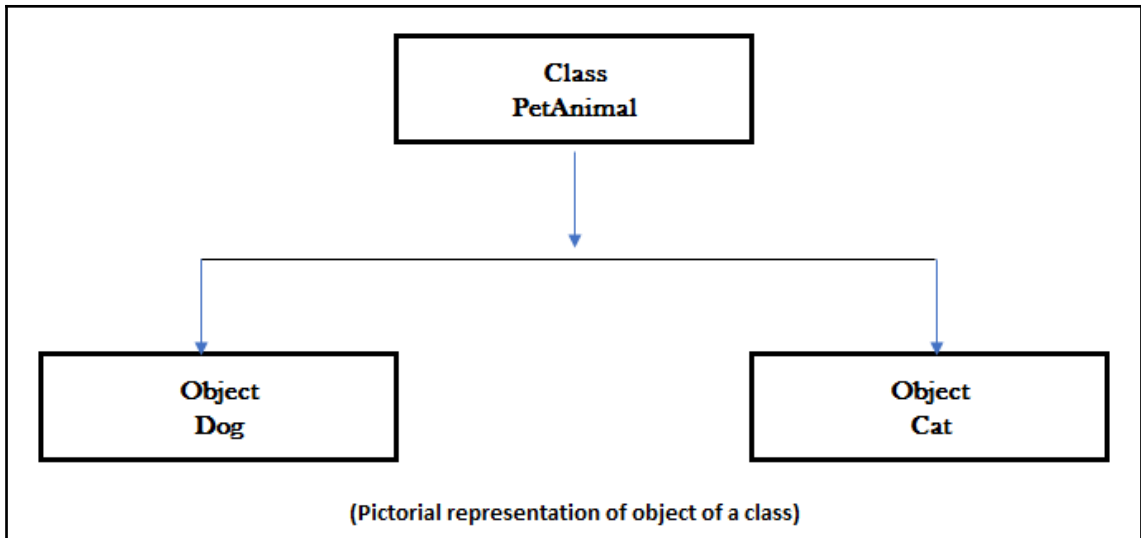 Class
PetAnimal
Object
Dog
Object
Cat
(Pictorial representation of object of a class)